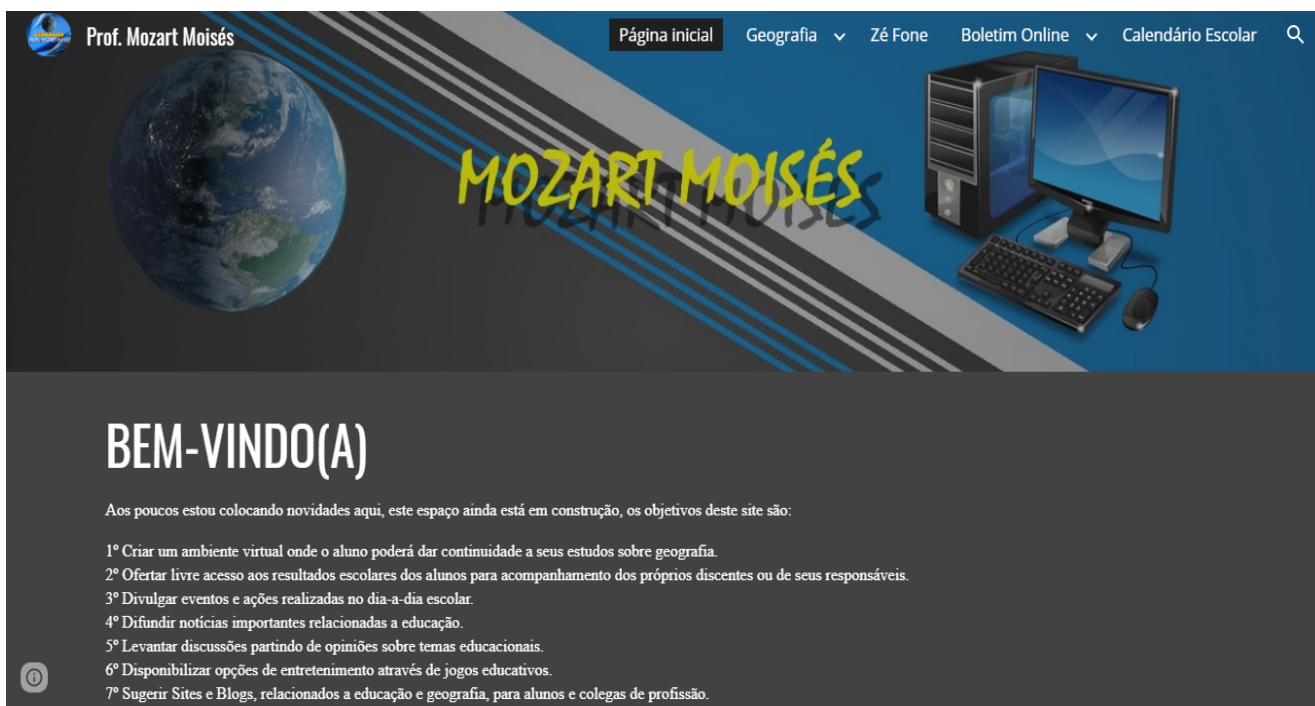 Prof. Mozart Moisés
Página inicial
Geografia
Zé Fone
Boletim Online
Calendário Escolar
MOZART MOISÉS
BEM-VINDO(A)
Aos poucos estou colocando novidades aqui, este espaço ainda está em construção, os objetivos deste site são:
1º Criar um ambiente virtual onde o aluno poderá dar continuidade a seus estudos sobre geografia.
2º Ofertar livre acesso aos resultados escolares dos alunos para acompanhamento dos próprios discentes ou de seus responsáveis.
3º Divulgar eventos e ações realizadas no dia-a-dia escolar.
4º Difundir notícias importantes relacionadas a educação.
5º Levantar discussões partindo de opiniões sobre temas educacionais.
6º Disponibilizar opções de entretenimento através de jogos educativos.
7º Sugerir Sites e Blogs, relacionados a educação e geografia, para alunos e colegas de profissão.